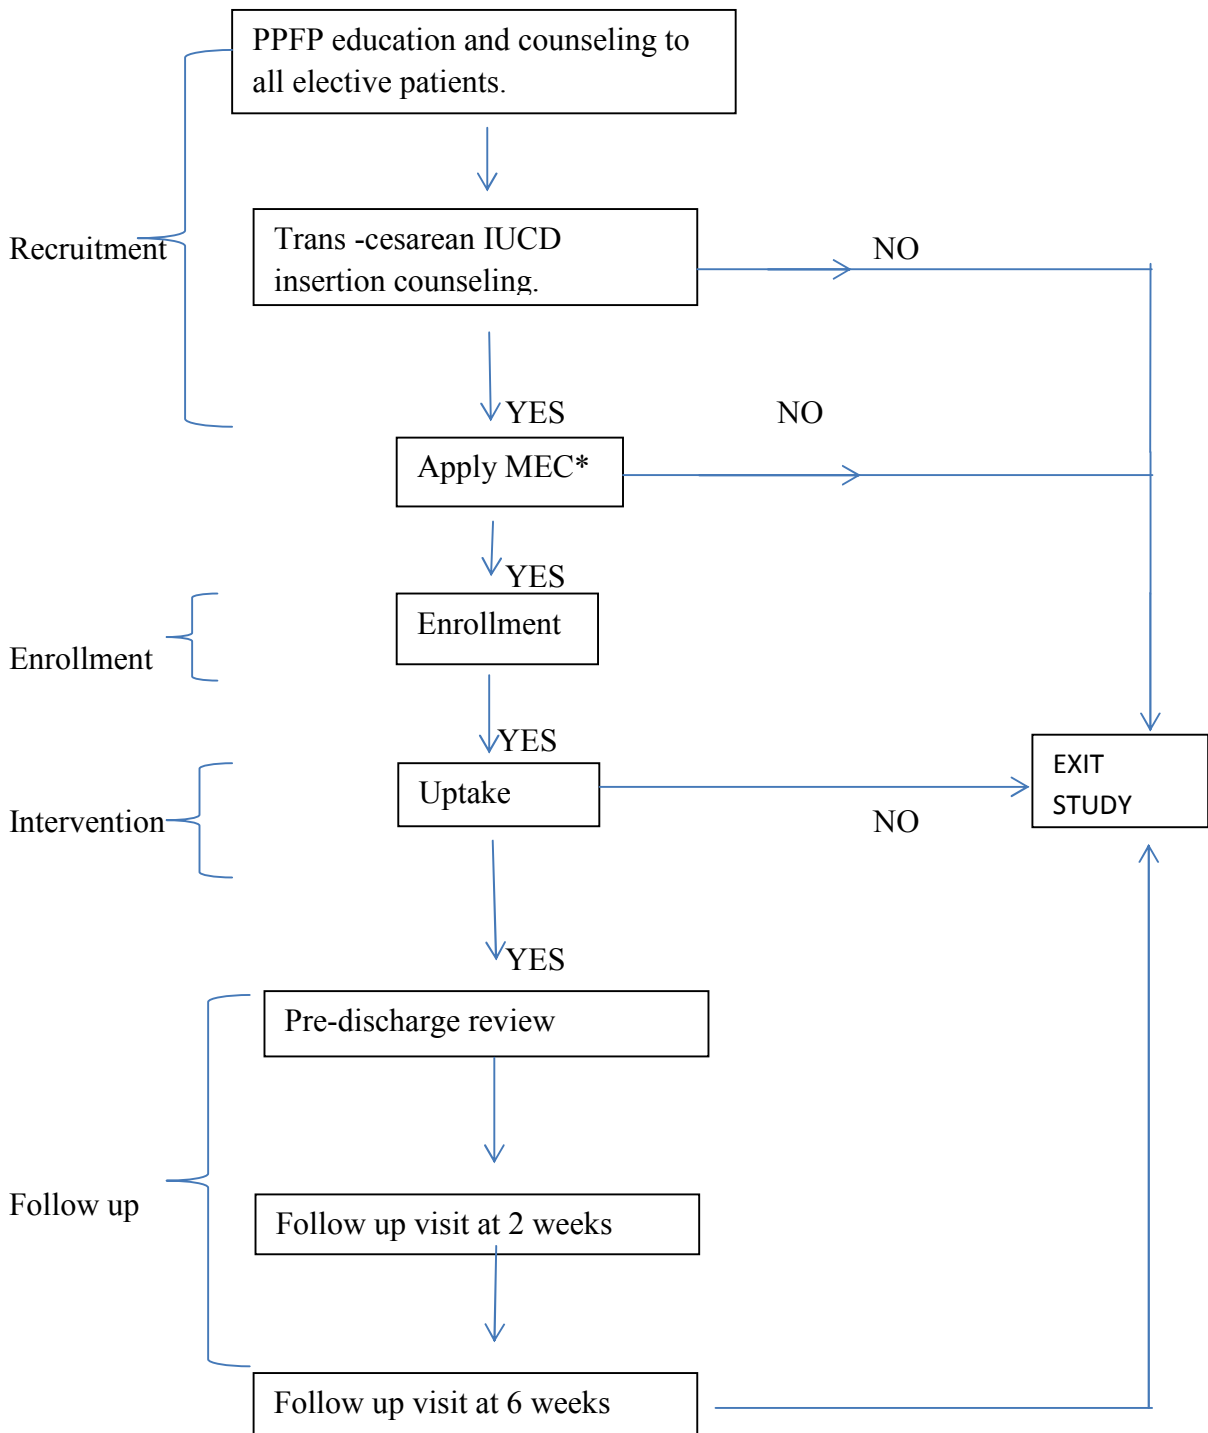 PPFP education and counseling to
all elective patients.
Recruitment
Trans -cesarean IUCD
insertion counseling.
NO
YES
NO
Apply MEC*
YES
Enrollment
Enrollment
YES
Uptake
EXIT
STUDY
Intervention
NO
YES
Pre-discharge review
Follow up
Follow up visit at 2 weeks
Follow up visit at 6 weeks